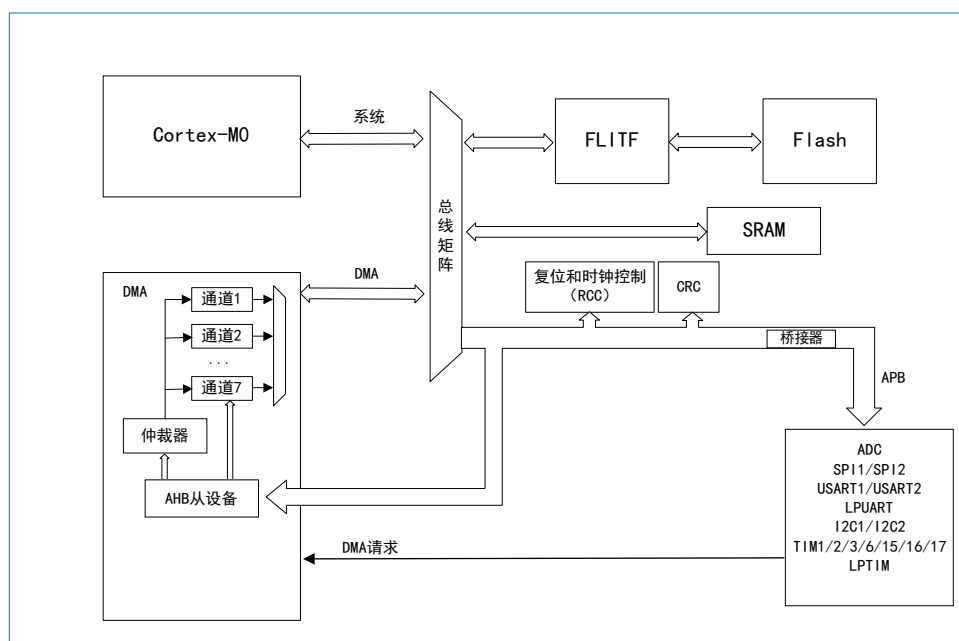 Cortex-M0
系统
FLITF
Flash
总线矩阵
SRAM
DMA
复位和时钟控制
（RCC）
CRC
DMA
通道1
通道2
...
通道7
桥接器
APB
仲裁器
AHB从设备
ADC
SPI1/SPI2
USART1/USART2
LPUART
I2C1/I2C2
TIM1/2/3/6/15/16/17
LPTIM
DMA请求